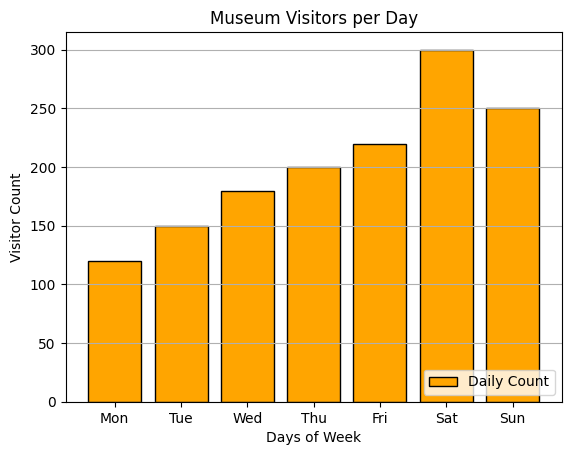 Museum Visitors per Day
300
250
200
150
100
50
0
Visitor Count
Daily Count
Mon Tue Wed Thu Fri Sat Sun
Days of Week